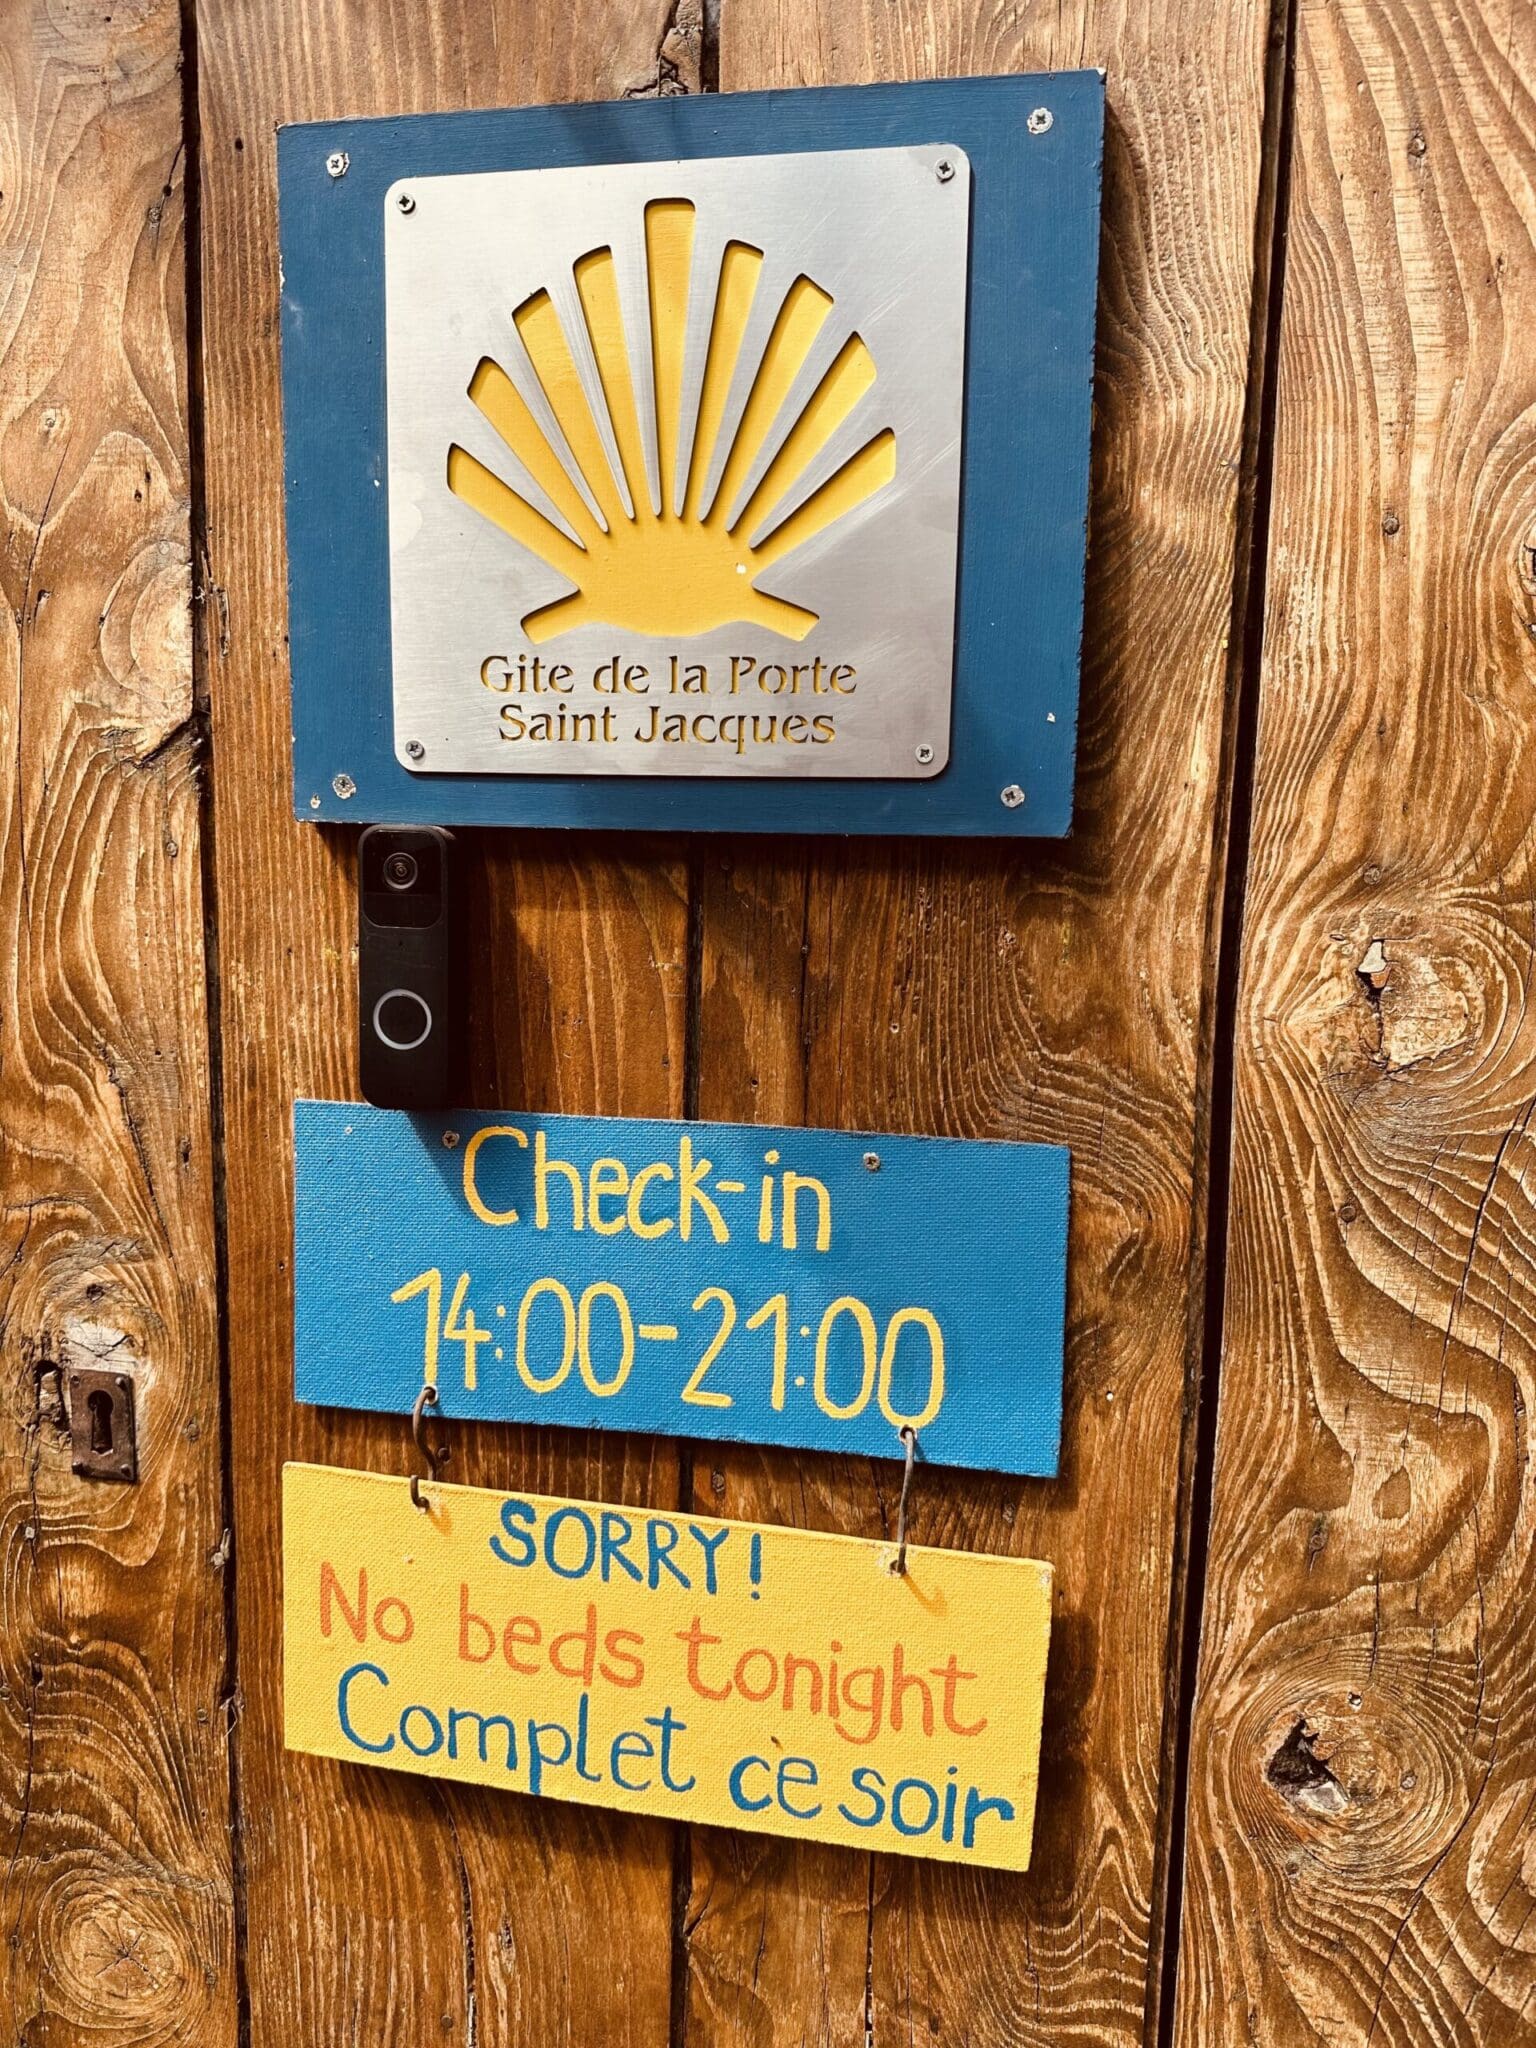 Gite de la Porte
Saint Jacques
Check-in
14:00-21:00
SORRY!
No beds tonight
Complet ce soir